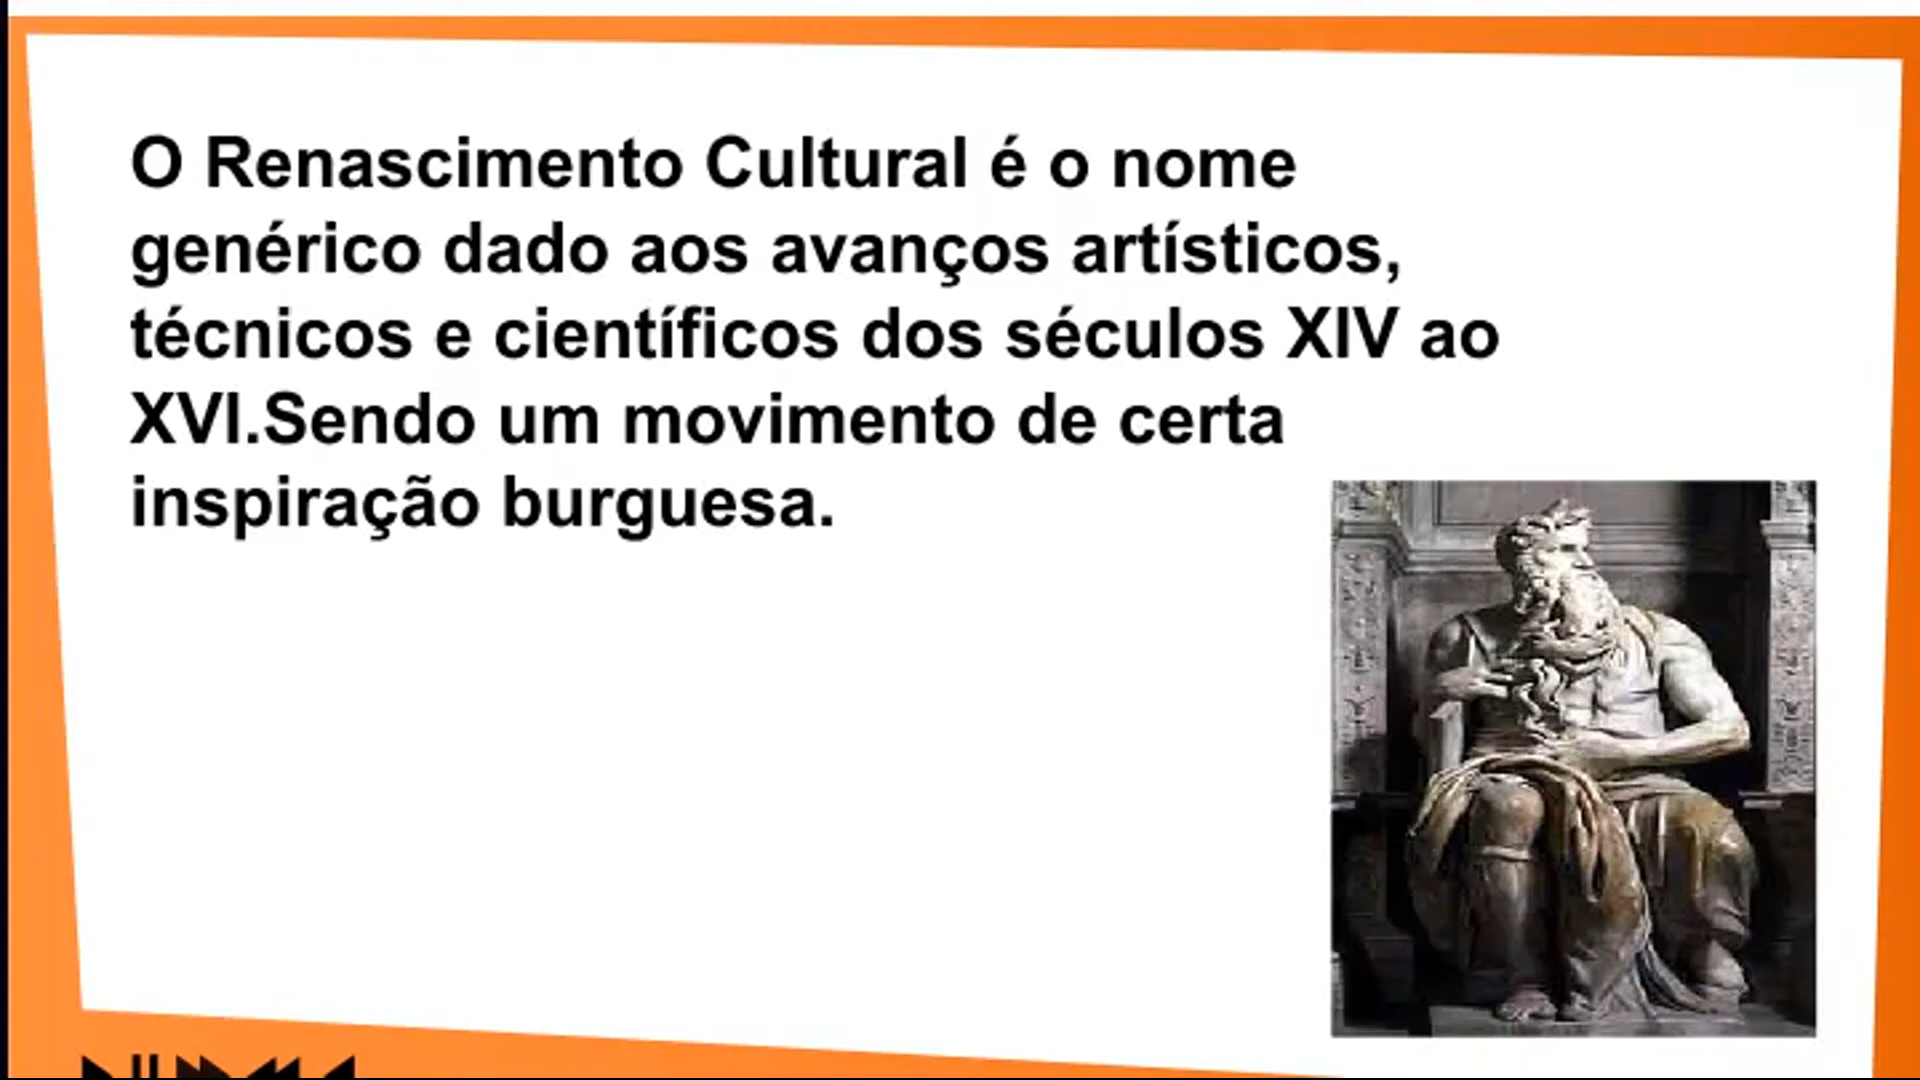 O Renascimento Cultural é o nome
genérico dado aos avanços artísticos,
técnicos e científicos dos séculos XIV ao
XVI.Sendo um movimento de certa
inspiração burguesa.